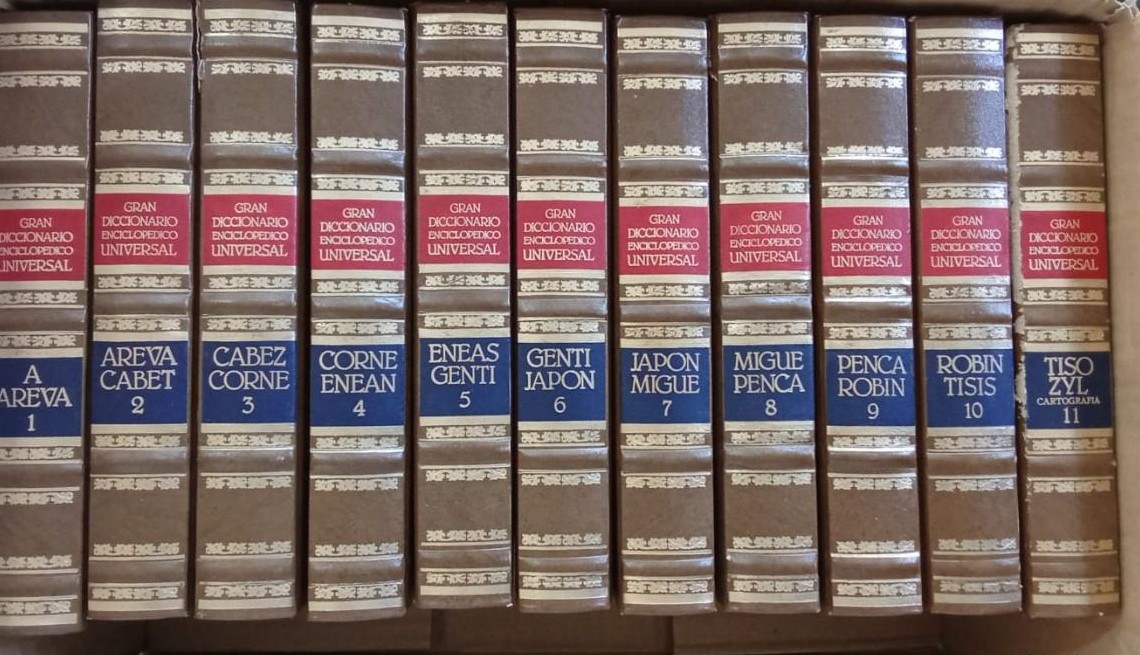 GRAN
DICCIONARIO
ENCICLOPEDICO
UNIVERSAL
A
AREVA
1
GRAN
DICCIONARIO
ENCICLOPEDICO
UNIVERSAL
AREVA
CABET
2
GRAN
DICCIONARIO
ENCICLOPEDICO
UNIVERSAL
CABEZ
CORNE
3
GRAN
DICCIONARIO
ENCICLOPEDICO
UNIVERSAL
CORNE
ENEAN
4
GRAN
DICCIONARIO
ENCICLOPEDICO
UNIVERSAL
ENEAS
GENTI
5
GRAN
DICCIONARIO
ENCICLOPEDICO
UNIVERSAL
GENTI
JAPON
6
GRAN
DICCIONARIO
ENCICLOPEDICO
UNIVERSAL
JAPON
MIGUE
7
GRAN
DICCIONARIO
ENCICLOPEDICO
UNIVERSAL
MIGUE
PENCA
8
GRAN
DICCIONARIO
ENCICLOPEDICO
UNIVERSAL
PENCA
ROBIN
9
GRAN
DICCIONARIO
ENCICLOPEDICO
UNIVERSAL
ROBIN
TISIS
10
GRAN
DICCIONARIO
ENCICLOPEDICO
UNIVERSAL
TISO
ZYL
CARTOGRAFIA
11